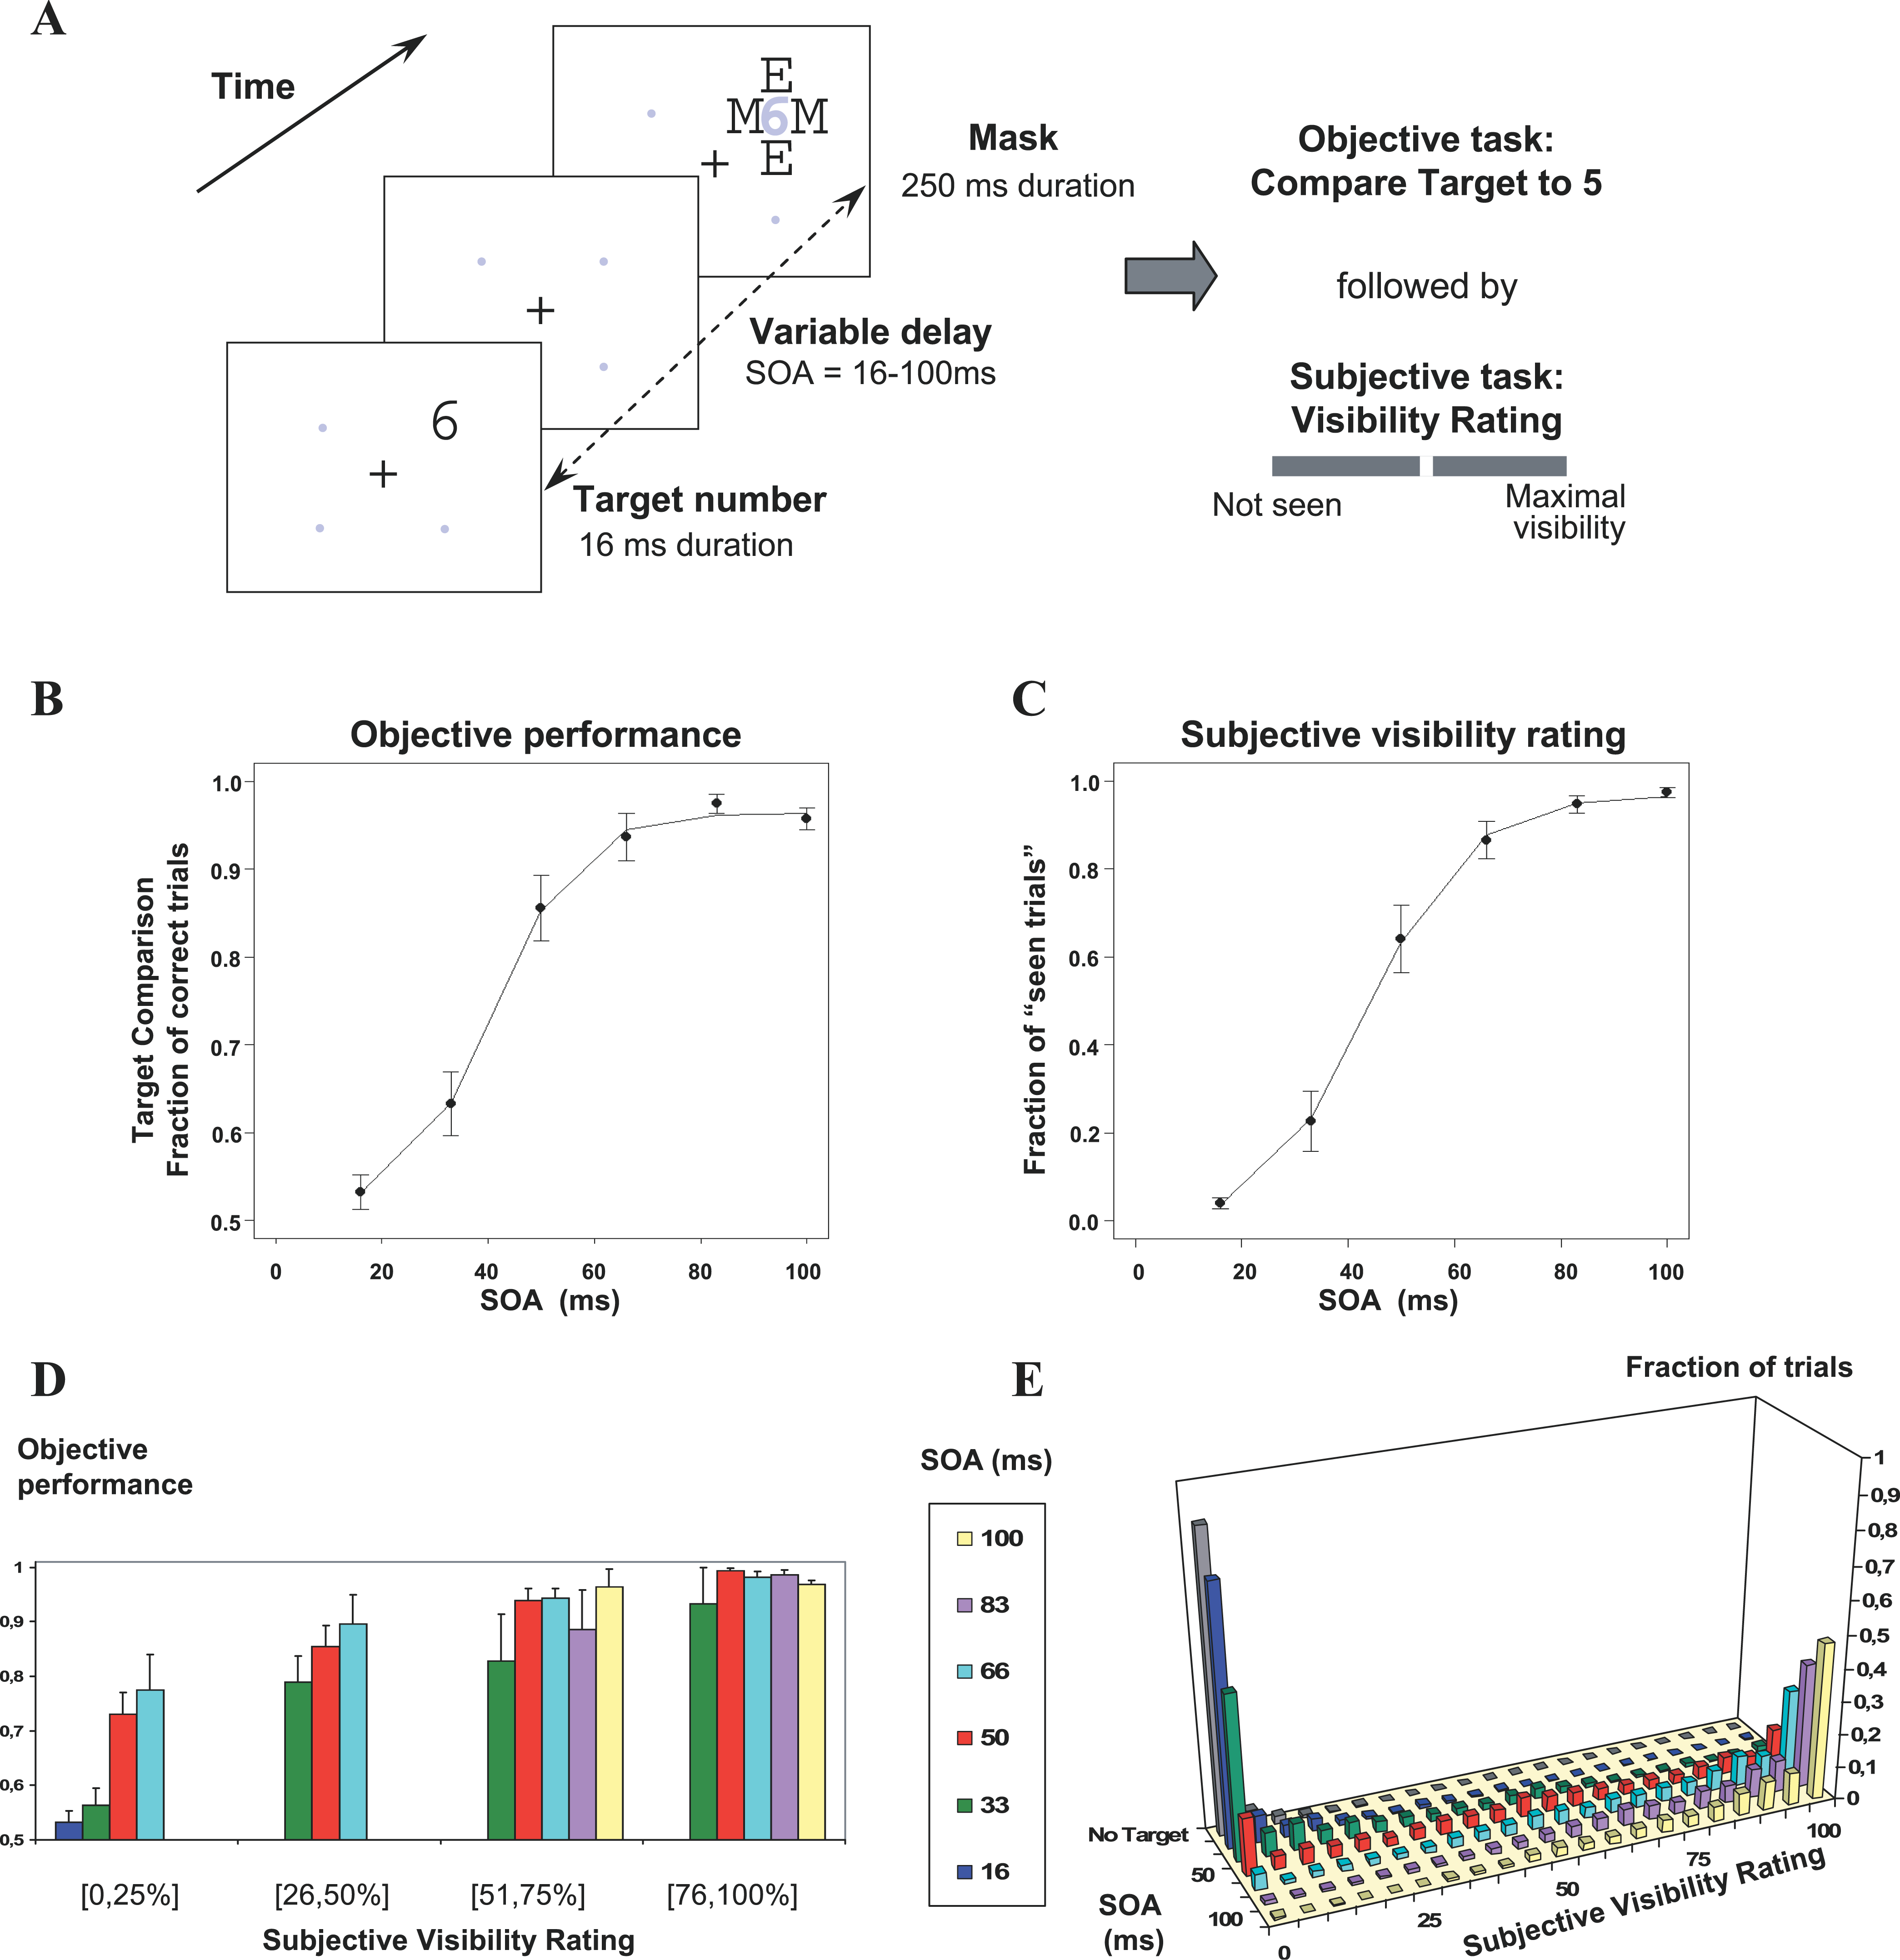 A
Time
E
M6M
E
+
Mask
250 ms duration
+
Variable delay
SOA = 16-100ms
6
+
Target number
16 ms duration
Objective task:
Compare Target to 5
followed by
Subjective task:
Visibility Rating
Not seen
Maximal
visibility
B
Objective performance
Target Comparison
Fraction of correct trials
1.0
0.9
0.8
0.7
0.6
0.5
0 20 40 60 80 100
SOA (ms)
C
Subjective visibility rating
Fraction of “seen trials”
1.0
0.8
0.6
0.4
0.2
0.0
0 20 40 60 80 100
SOA (ms)
D
Objective
performance
1
0,9
0,8
0,7
0,6
0,5
[0,25%] [26,50%] [51,75%] [76,100%]
Subjective Visibility Rating
SOA (ms)
100
83
66
50
33
16
E
Fraction of trials
1
0,9
0,8
0,7
0,6
0,5
0,4
0,3
0,2
0,1
0
No Target
50
100
SOA
(ms)
0
25
50
75
100
Subjective Visibility Rating